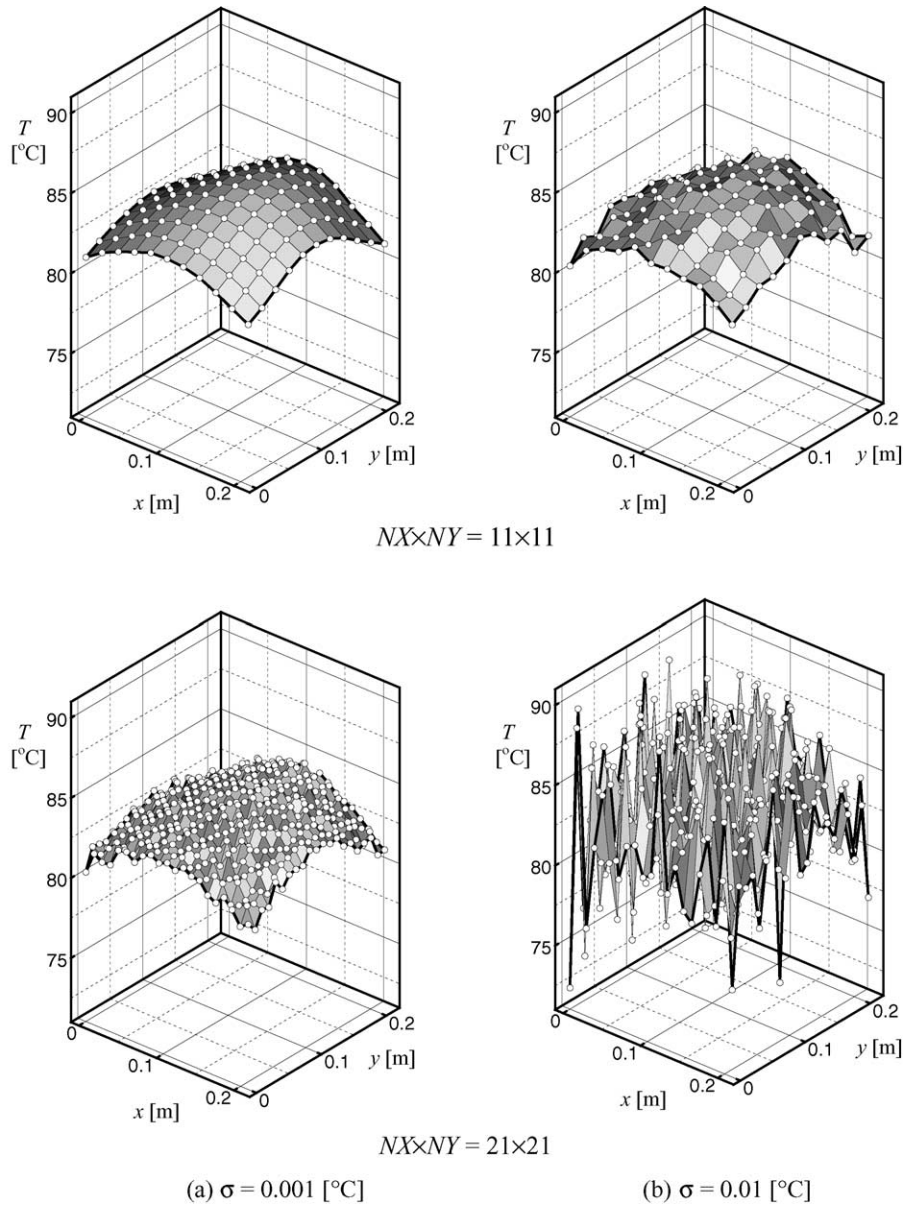 90
T
[°C]
85
80
75
0
0.1
0.2
x [m]
0
0.1
0.2
y [m]
90
T
[°C]
85
80
75
0
0.1
0.2
x [m]
0
0.1
0.2
y [m]
NX×NY = 11×11
90
T
[°C]
85
80
75
0
0.1
0.2
x [m]
0
0.1
0.2
y [m]
90
T
[°C]
85
80
75
0
0.1
0.2
x [m]
0
0.1
0.2
y [m]
NX×NY = 21×21
(a) σ = 0.001 [°C] (b) σ = 0.01 [°C]